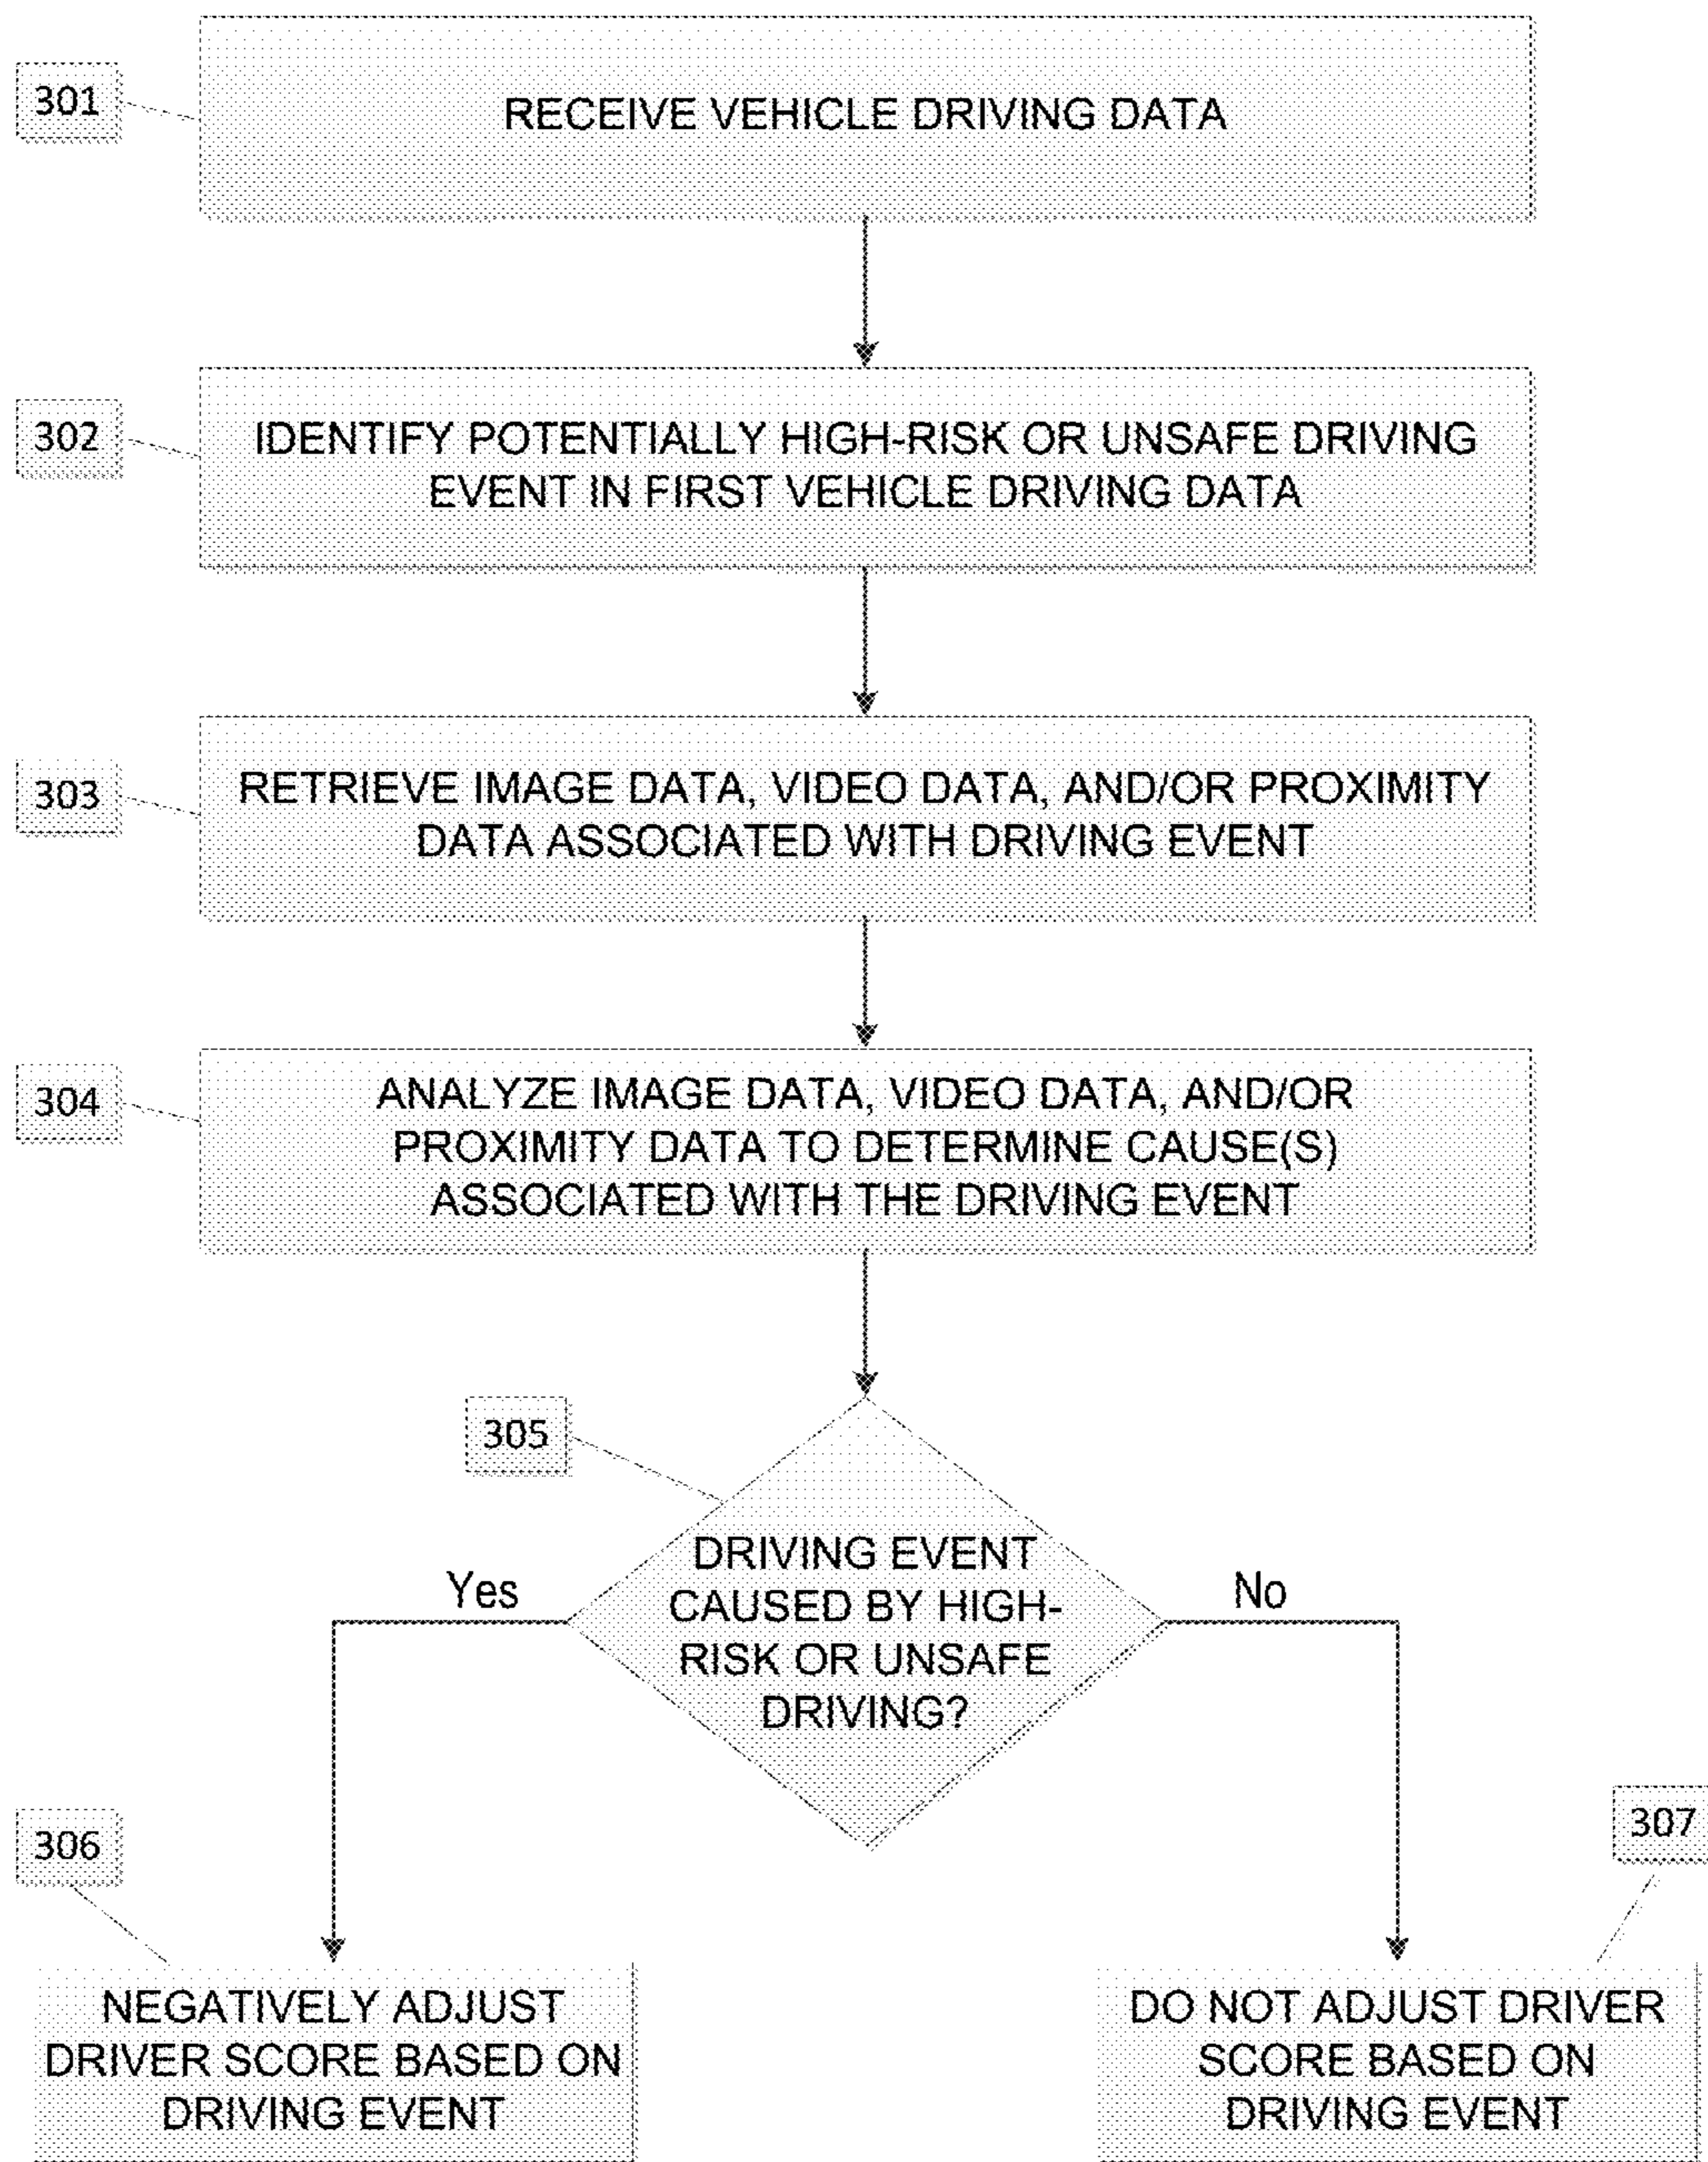 301
RECEIVE VEHICLE DRIVING DATA
302
IDENTIFY POTENTIALLY HIGH-RISK OR UNSAFE DRIVING
EVENT IN FIRST VEHICLE DRIVING DATA
303
RETRIEVE IMAGE DATA, VIDEO DATA, AND/OR PROXIMITY
DATA ASSOCIATED WITH DRIVING EVENT
304
ANALYZE IMAGE DATA, VIDEO DATA, AND/OR
PROXIMITY DATA TO DETERMINE CAUSE(S)
ASSOCIATED WITH THE DRIVING EVENT
305
DRIVING EVENT
CAUSED BY HIGH-
RISK OR UNSAFE
DRIVING?
Yes
No
306
NEGATIVELY ADJUST
DRIVER SCORE BASED ON
DRIVING EVENT
307
DO NOT ADJUST DRIVER
SCORE BASED ON
DRIVING EVENT